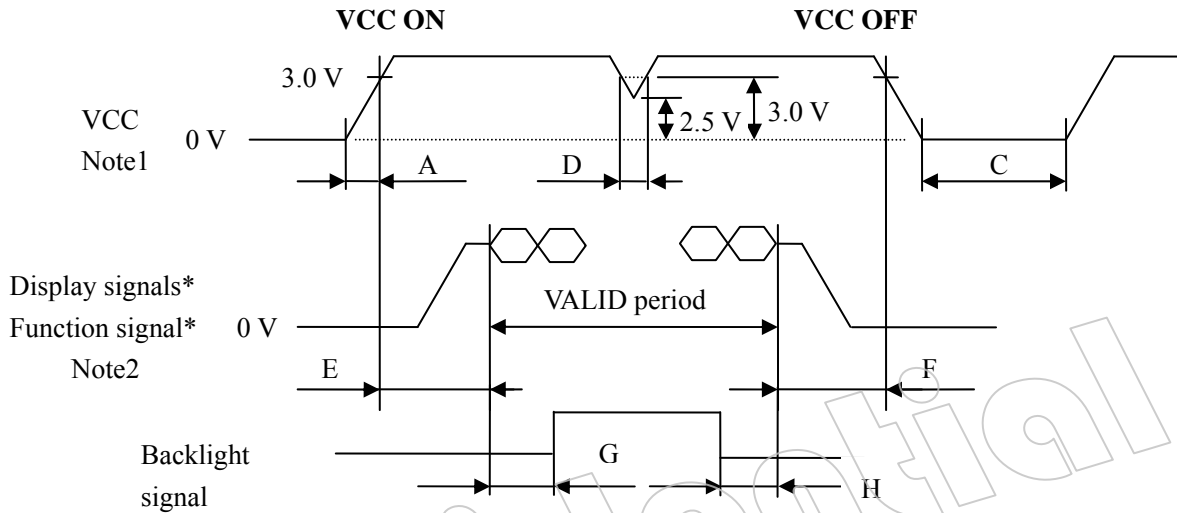 VCC ON
VCC OFF
3.0 V
VCC
Note1
0 V
2.5 V
3.0 V
A
D
C
Display signals*
Function signal*
Note2
0 V
VALID period
E
F
Backlight
signal
G
H